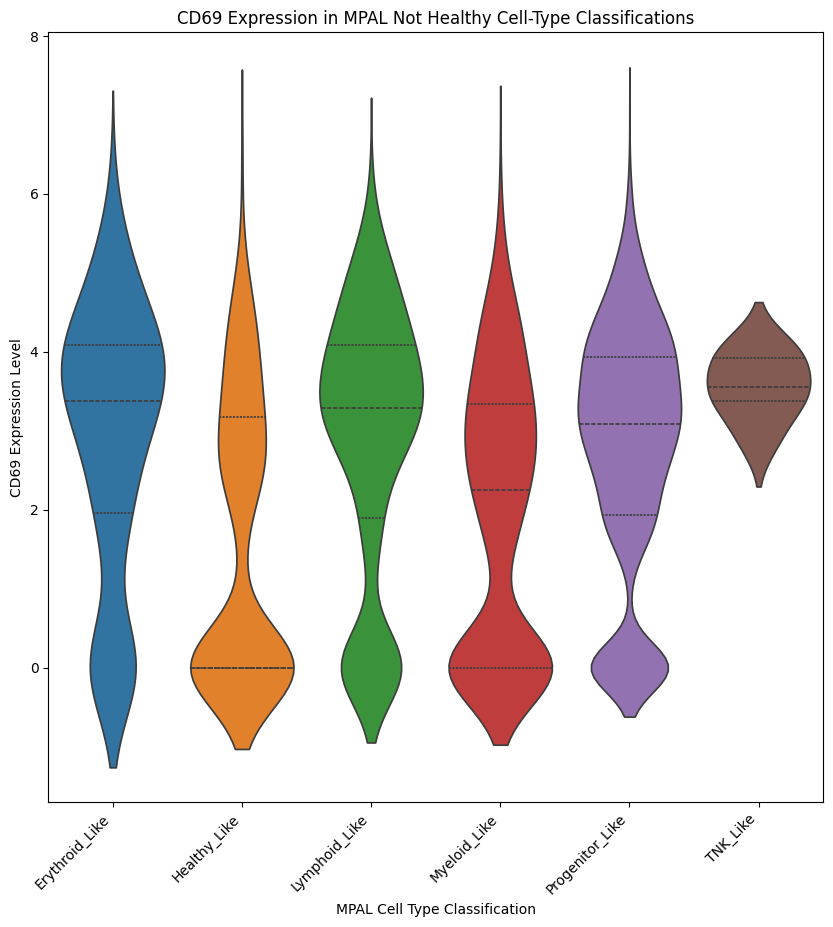 CD69 Expression in MPAL Not Healthy Cell-Type Classifications
CD69 Expression Level
8
6
4
2
0
Erythroid_Like
Healthy_Like
Lymphoid_Like
Myeloid_Like
Progenitor_Like
TNK_Like
MPAL Cell Type Classification